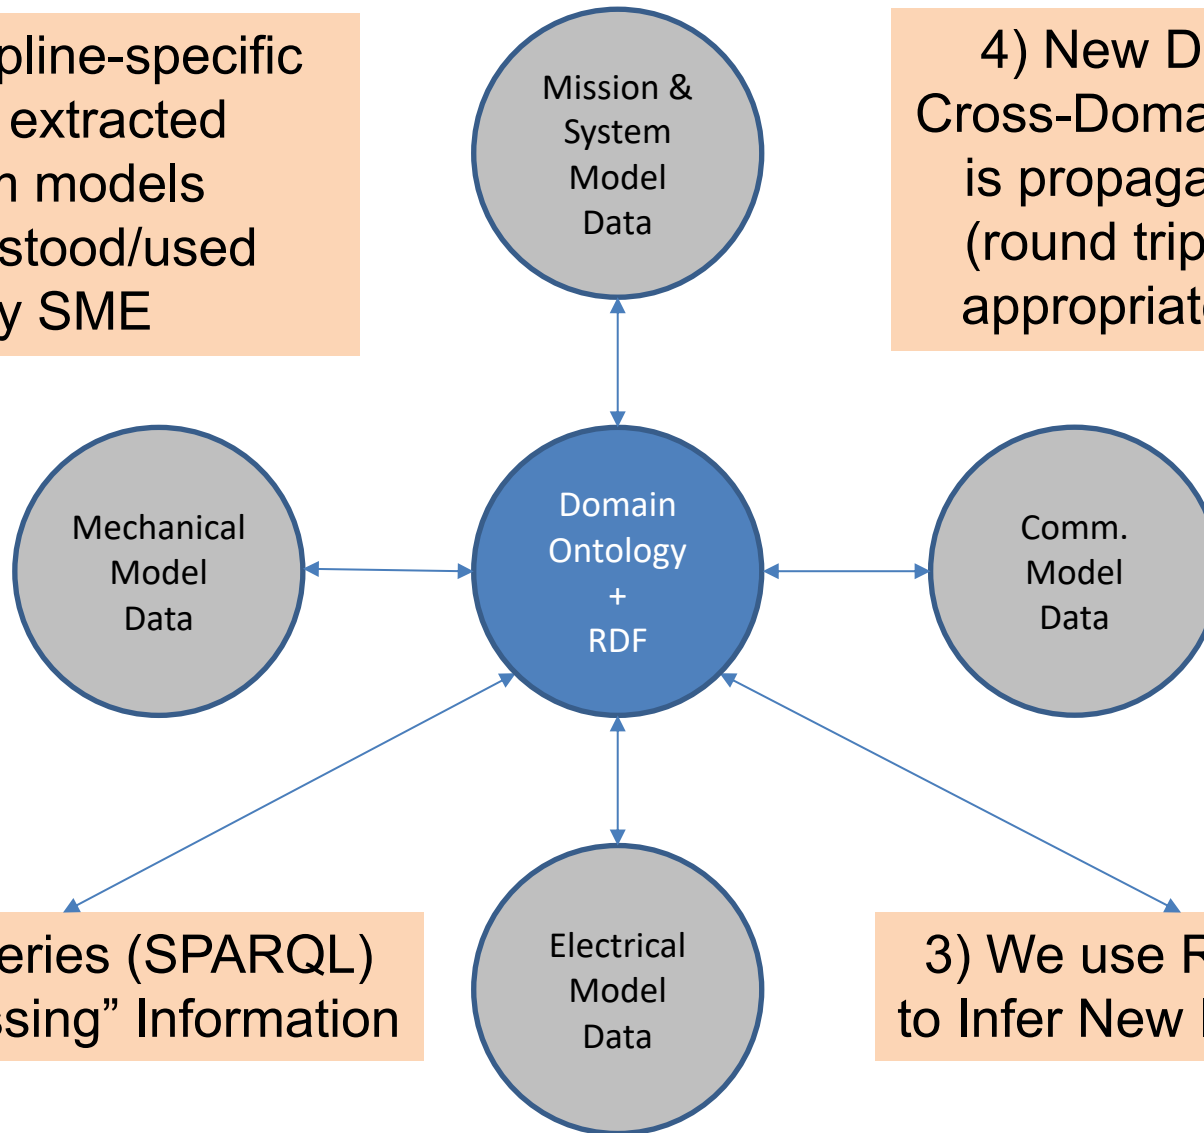 pline-specific
extracted
models
stood/used
y SME
Mission &
System
Model
Data
4) New D
Cross-Doma
is propaga
(round trip
appropriat
Mechanical
Model
Data
Domain
Ontology
+
RDF
Comm.
Model
Data
eries (SPARQL)
ssing” Information
Electrical
Model
Data
3) We use R
to Infer New